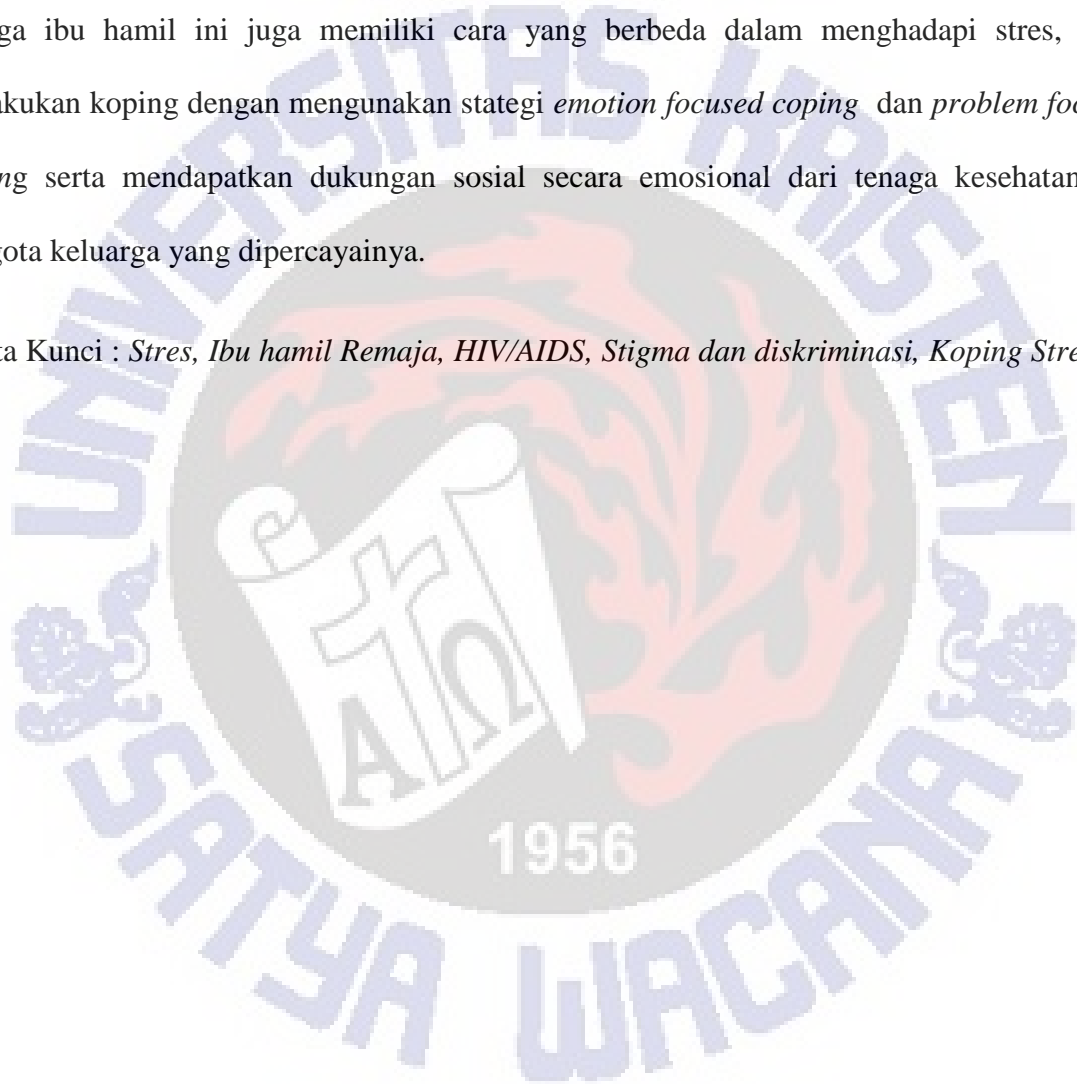 ga ibu hamil ini juga memiliki cara yang berbeda dalam menghadapi stres,
akukan koping dengan mengunakan stategi emotion focused coping dan problem foc
ng serta mendapatkan dukungan sosial secara emosional dari tenaga kesehatan
gota keluarga yang dipercayainya.
ta Kunci : Stres, Ibu hamil Remaja, HIV/AIDS, Stigma dan diskriminasi, Koping Stre
UNIVERSITAS KRISTEN
A Ω
1956
SATYA WACANA